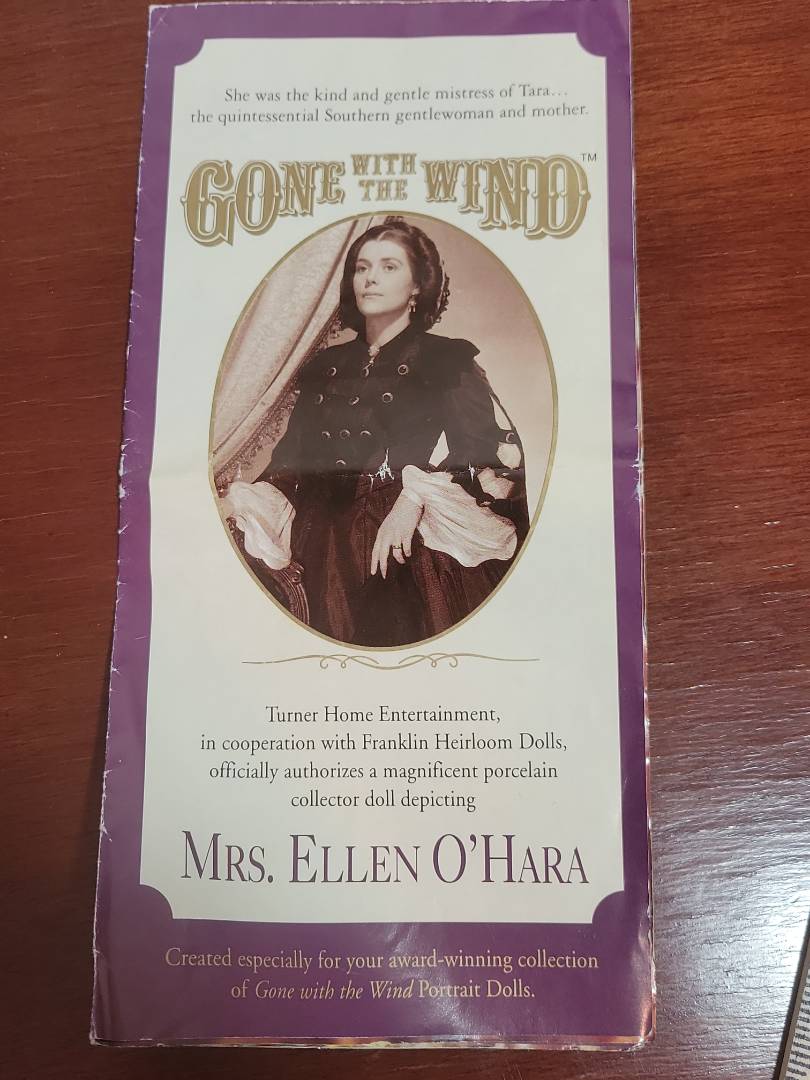 She was the kind and gentle mistress of Tara...
the quintessential Southern gentlewoman and mother.
GONE WITH THE WIND™
Turner Home Entertainment,
in cooperation with Franklin Heirloom Dolls,
officially authorizes a magnificent porcelain
collector doll depicting
MRS. ELLEN O'HARA
Created especially for your award-winning collection
of Gone with the Wind Portrait Dolls.